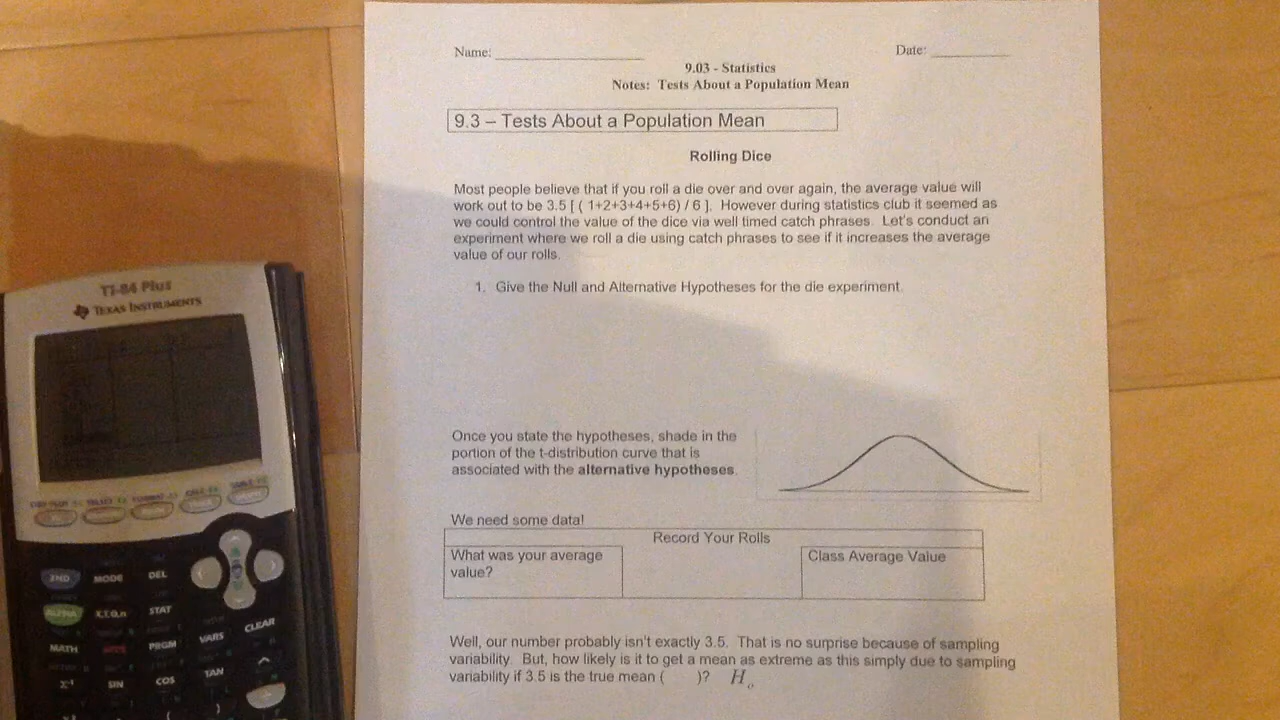 Name: _______________ Date: ________
9.03 - Statistics
Notes: Tests About a Population Mean
9.3 – Tests About a Population Mean
Rolling Dice
Most people believe that if you roll a die over and over again, the average value will
work out to be 3.5 [ ( 1+2+3+4+5+6) / 6 ]. However during statistics club it seemed as
we could control the value of the dice via well timed catch phrases. Let's conduct an
experiment where we roll a die using catch phrases to see if it increases the average
value of our rolls.
1. Give the Null and Alternative Hypotheses for the die experiment.
Once you state the hypotheses, shade in the
portion of the t-distribution curve that is
associated with the alternative hypotheses.
We need some data!
Record Your Rolls
What was your average
value?
Class Average Value
Well, our number probably isn't exactly 3.5. That is no surprise because of sampling
variability. But, how likely is it to get a mean as extreme as this simply due to sampling
variability if 3.5 is the true mean ( )? H₀
TI-84 Plus
TEXAS INSTRUMENTS
2ND MODE DEL
ALPHA X,T,Θ,n STAT
MATH APPS PRGM VARS CLEAR
x⁻¹ SIN COS TAN ^